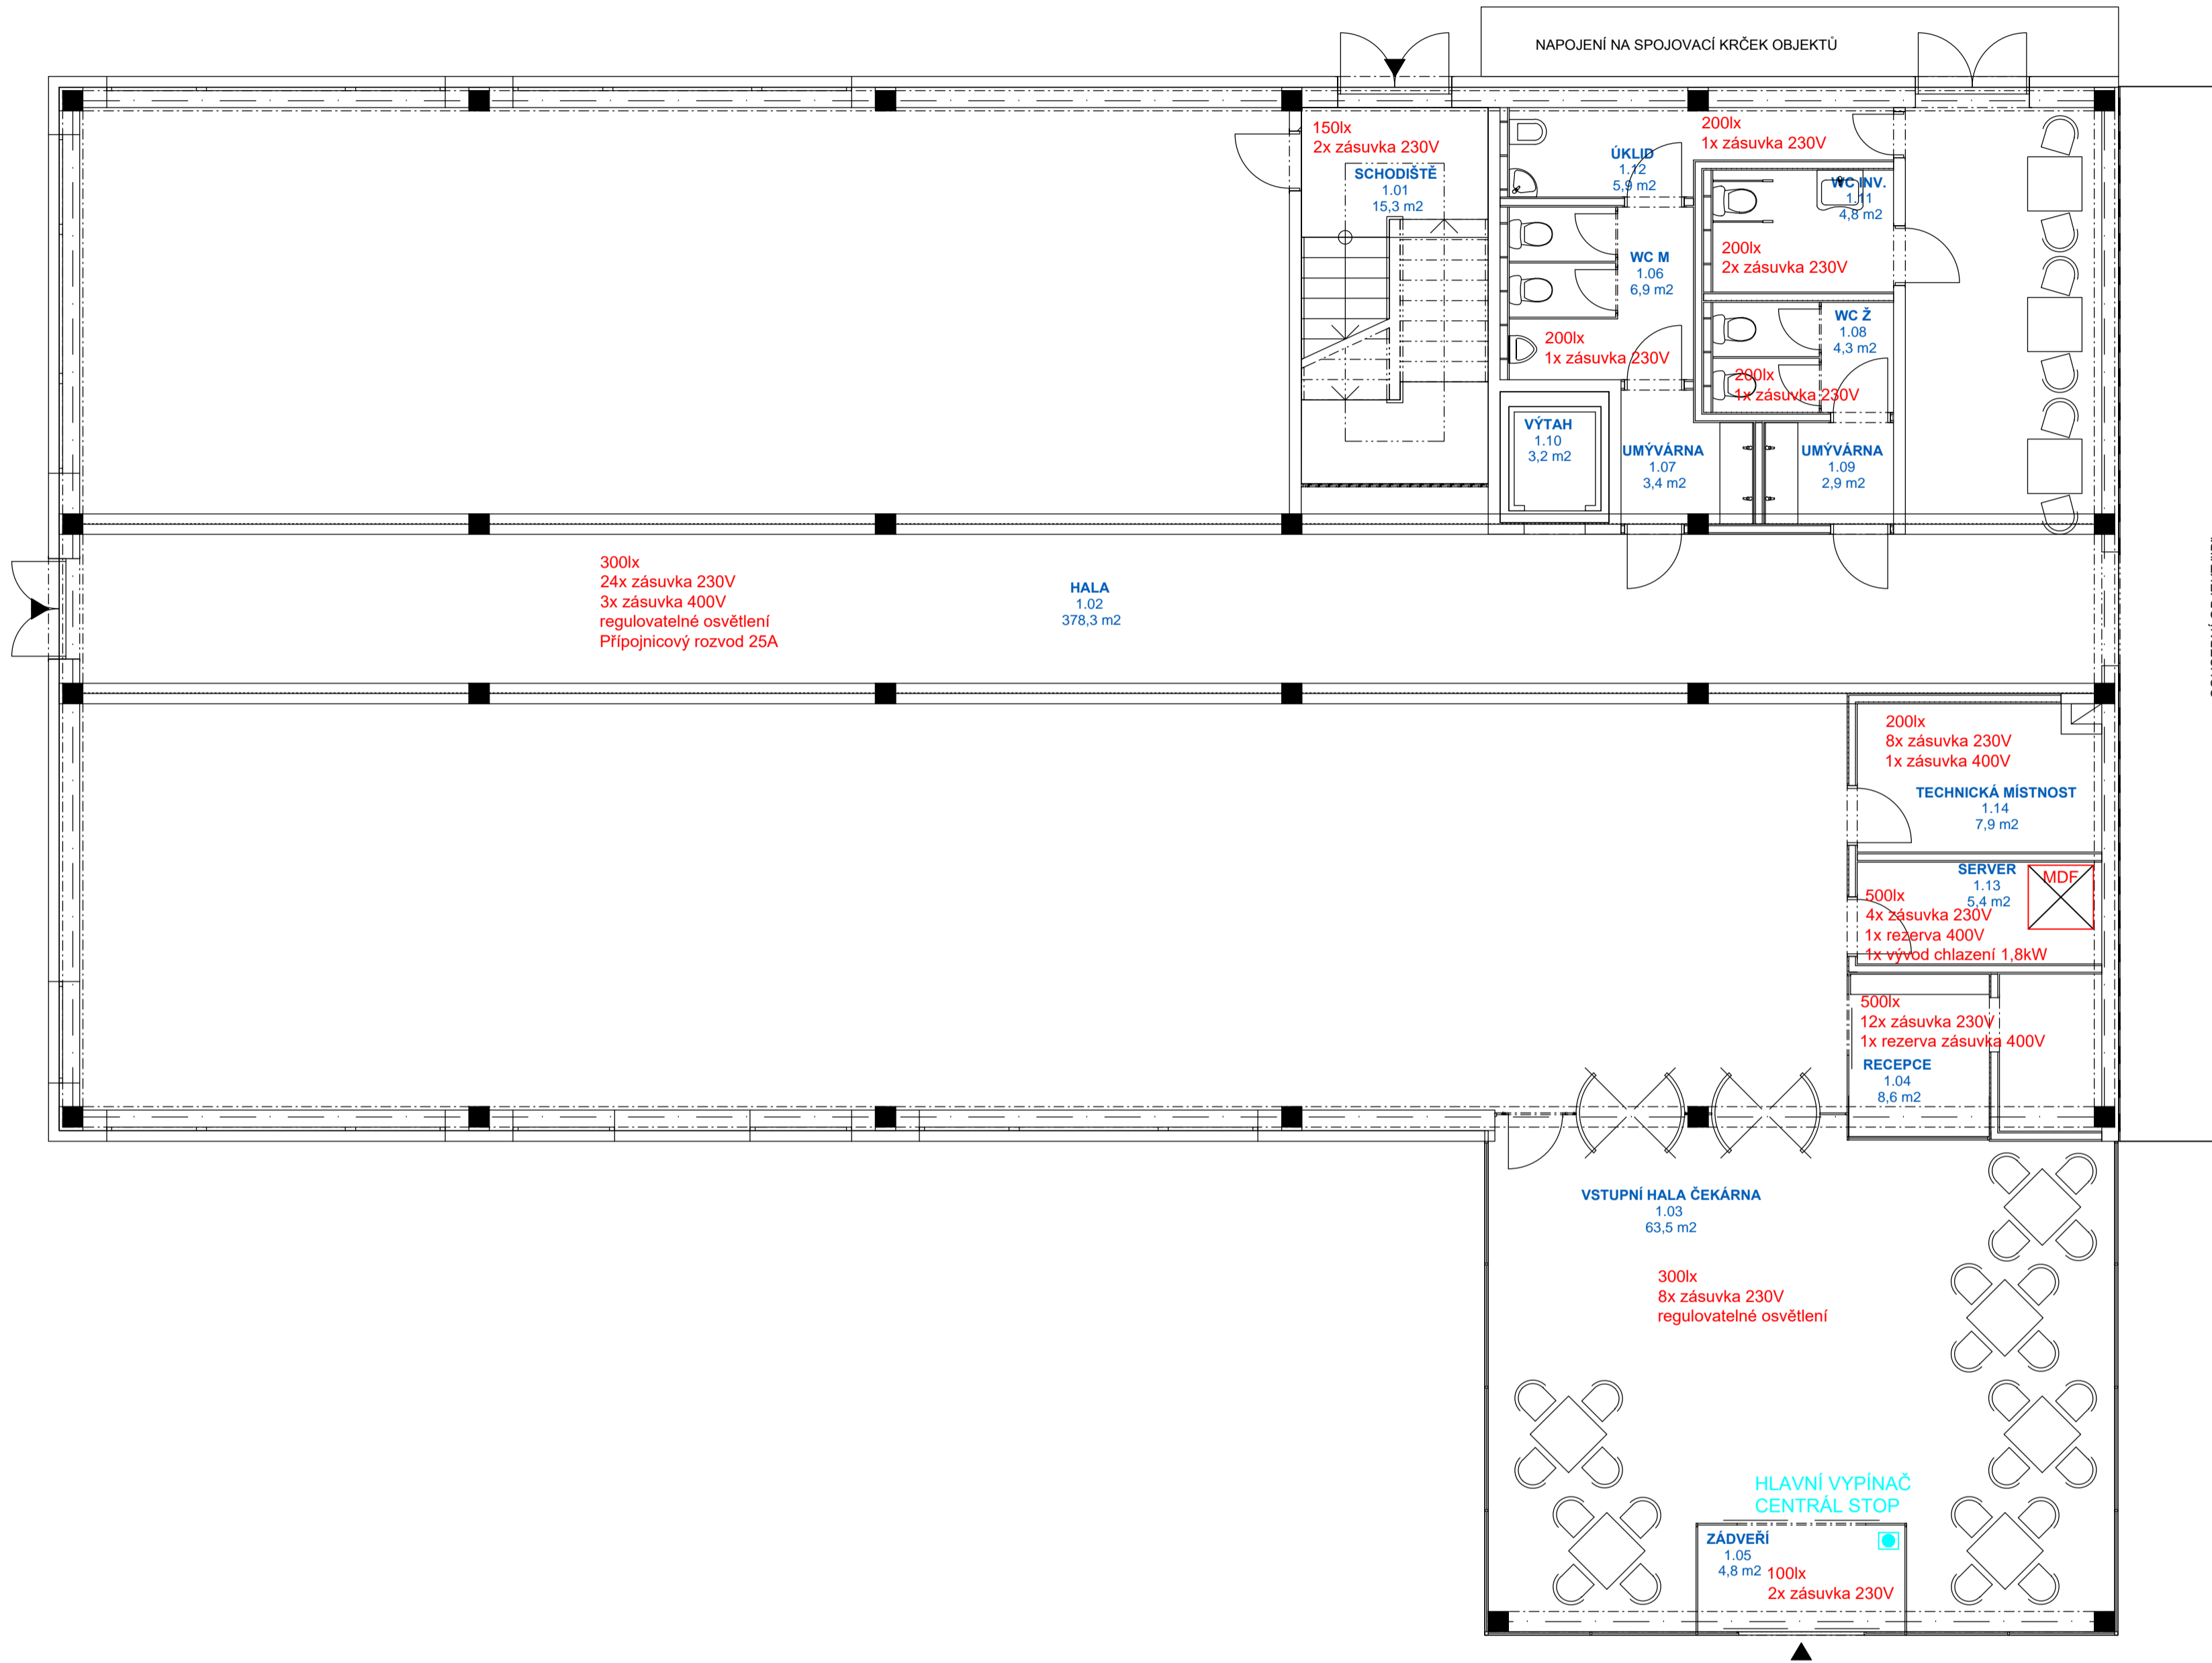 NAPOJENÍ NA SPOJOVACÍ KRČEK OBJEKTŮ
150lx
2x zásuvka 230V
SCHODIŠTĚ
1.01
15,3 m2
ÚKLID
1.12
5,9 m2
200lx
1x zásuvka 230V
WC INV.
1.11
4,8 m2
200lx
2x zásuvka 230V
WC M
1.06
6,9 m2
200lx
1x zásuvka 230V
WC Ž
1.08
4,3 m2
200lx
1x zásuvka 230V
VÝTAH
1.10
3,2 m2
UMÝVÁRNA
1.07
3,4 m2
UMÝVÁRNA
1.09
2,9 m2
300lx
24x zásuvka 230V
3x zásuvka 400V
regulovatelné osvětlení
Přípojnicový rozvod 25A
HALA
1.02
378,3 m2
200lx
8x zásuvka 230V
1x zásuvka 400V
TECHNICKÁ MÍSTNOST
1.14
7,9 m2
SERVER
1.13
5,4 m2
MDF
500lx
4x zásuvka 230V
1x rezerva 400V
1x vývod chlazení 1,8kW
500lx
12x zásuvka 230V
1x rezerva zásuvka 400V
RECEPCE
1.04
8,6 m2
VSTUPNÍ HALA ČEKÁRNA
1.03
63,5 m2
300lx
8x zásuvka 230V
regulovatelné osvětlení
HLAVNÍ VYPÍNAČ
CENTRÁL STOP
ZÁDVEŘÍ
1.05
4,8 m2
100lx
2x zásuvka 230V